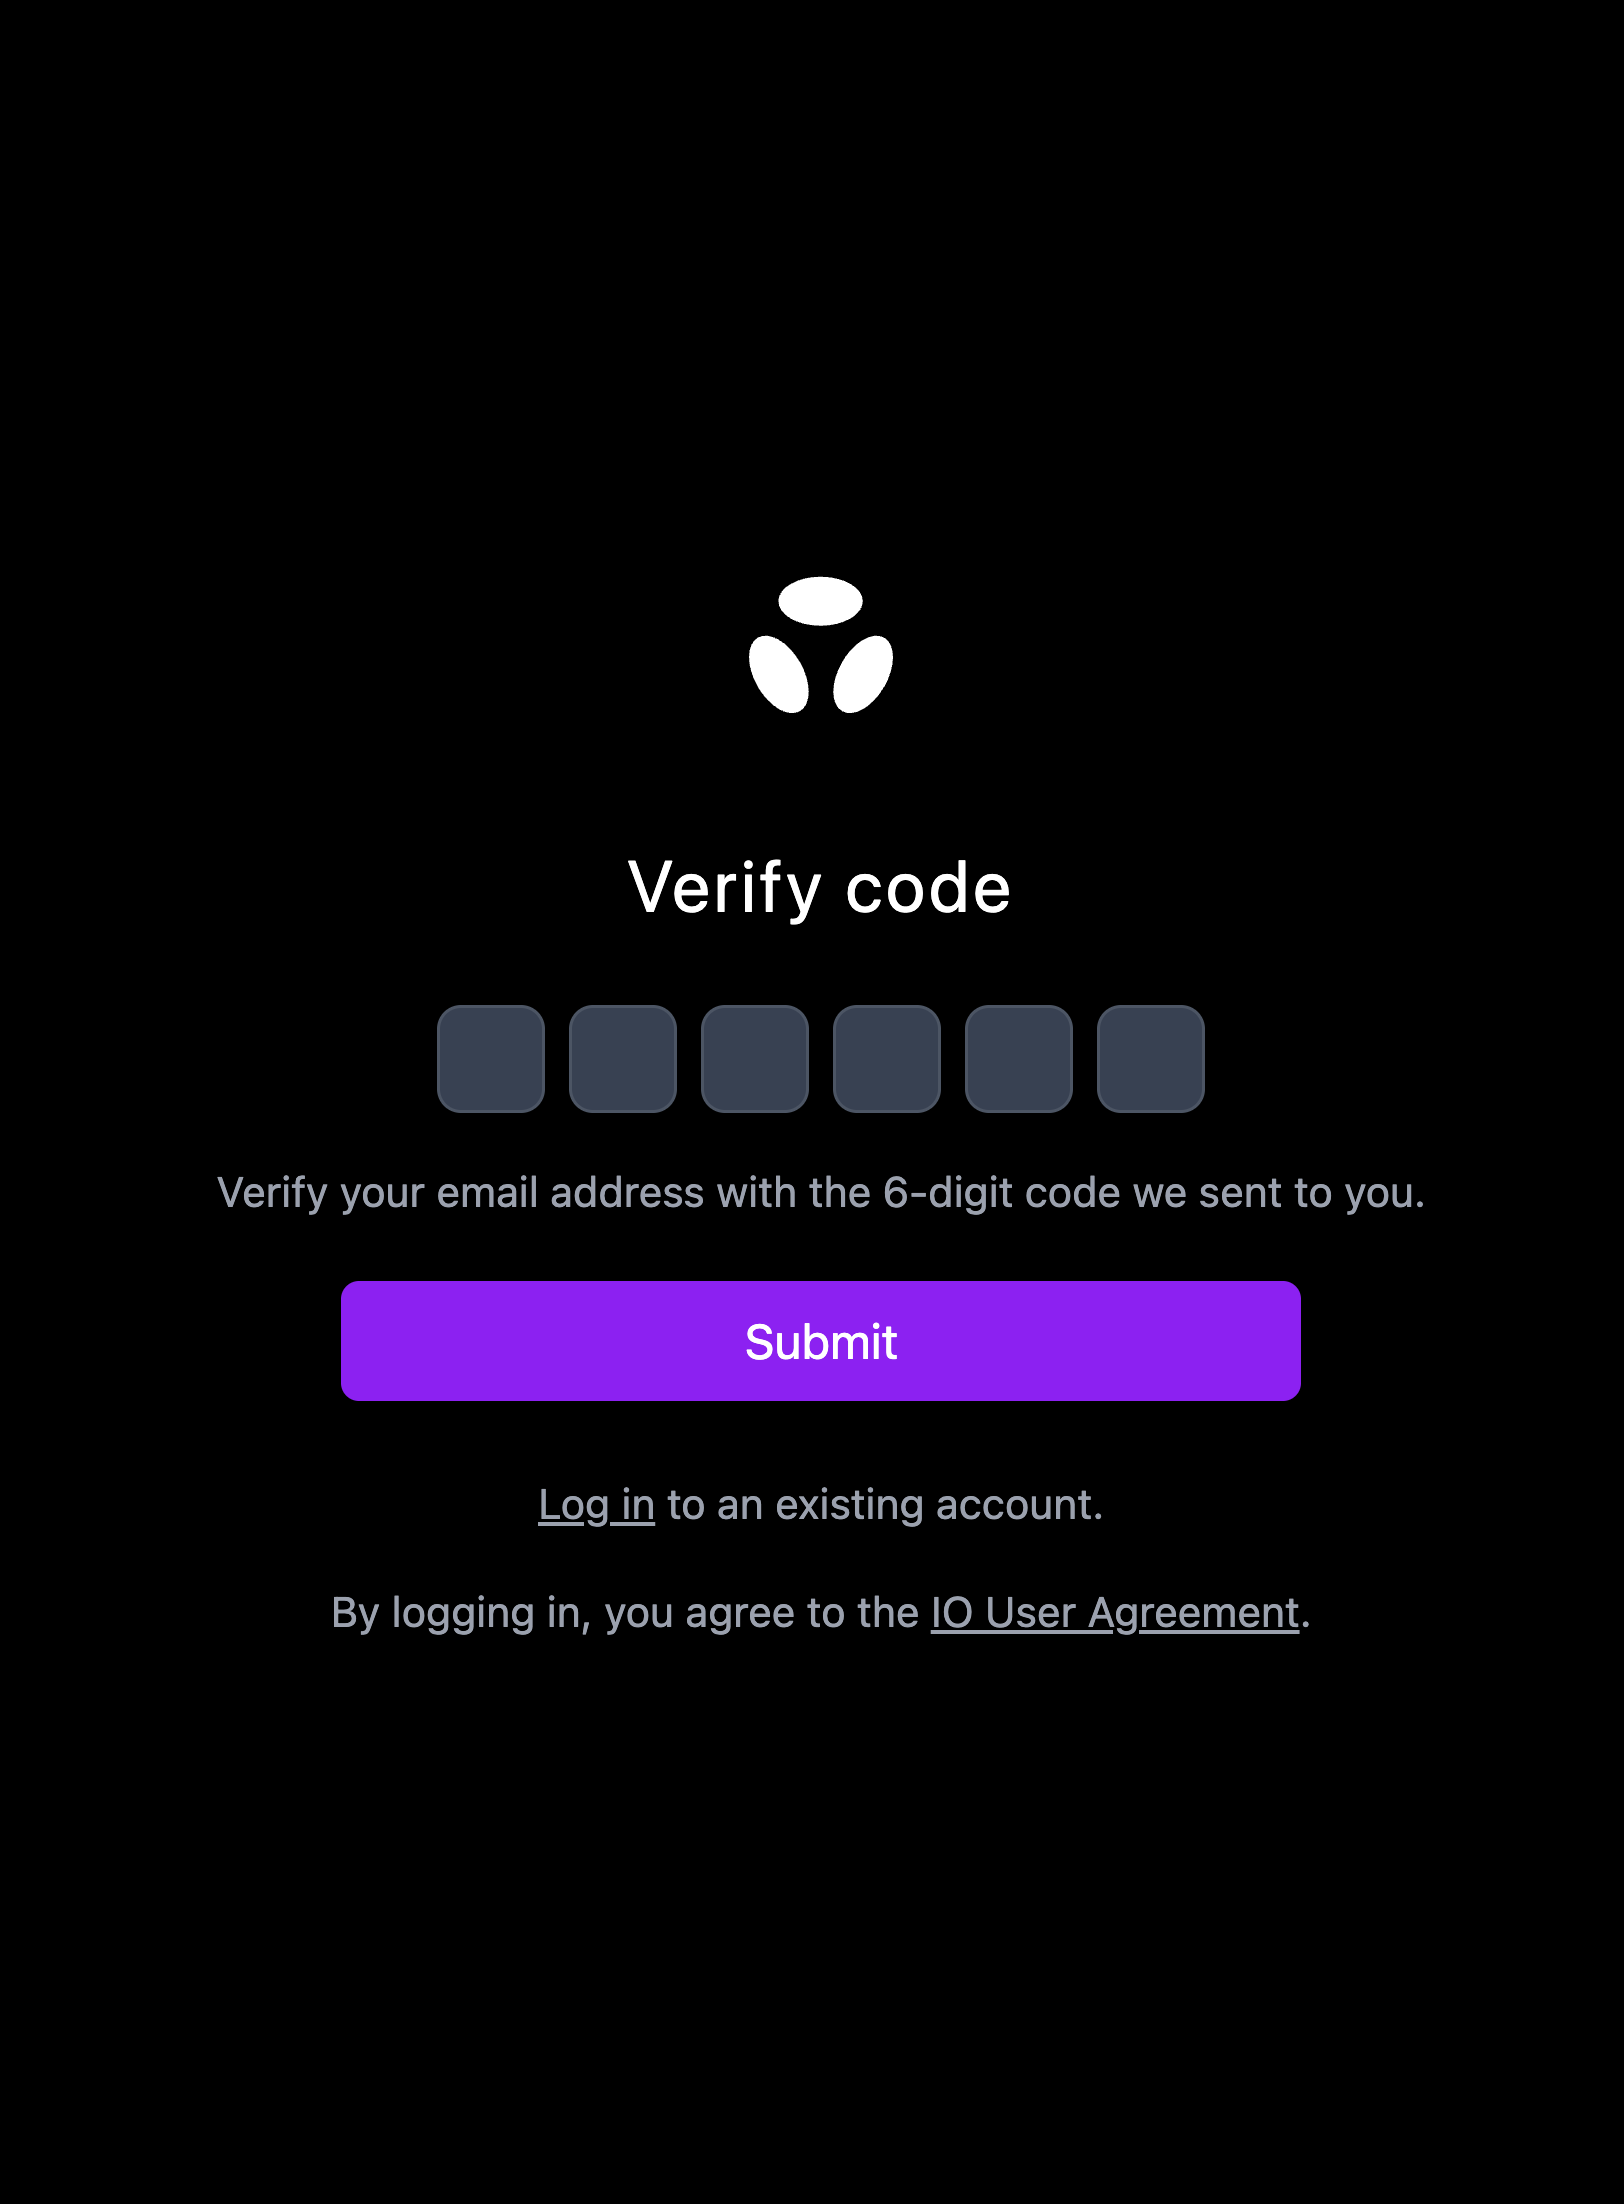 Verify code
Verify your email address with the 6-digit code we sent to you.
Submit
Log in to an existing account.
By logging in, you agree to the IO User Agreement.